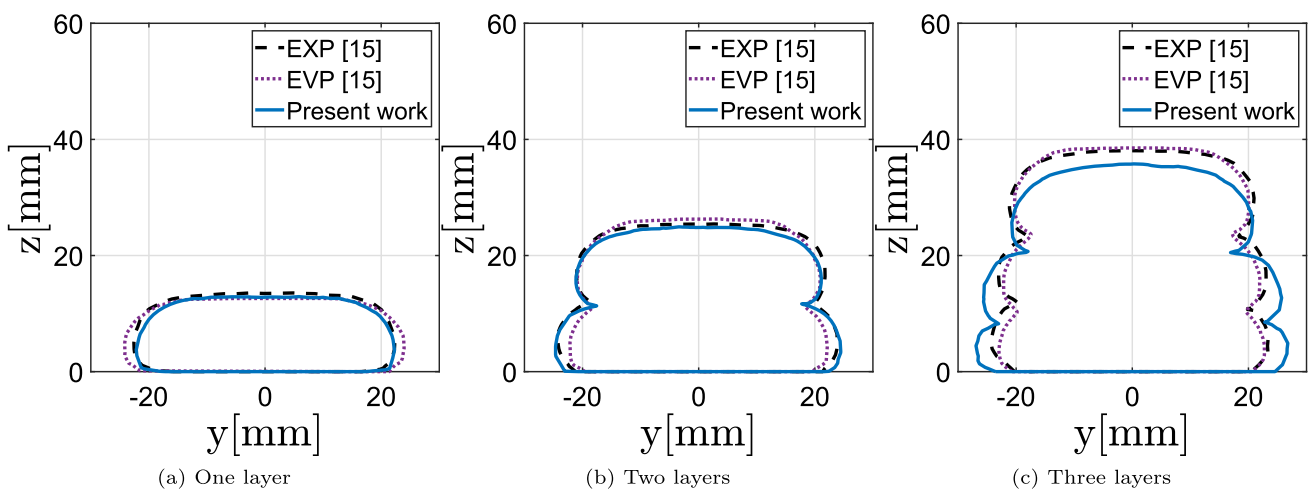 60
40
20
0
z[mm]
-20 0 20
y[mm]
EXP [15]
EVP [15]
Present work
(a) One layer
60
40
20
0
z[mm]
-20 0 20
y[mm]
EXP [15]
EVP [15]
Present work
(b) Two layers
60
40
20
0
z[mm]
-20 0 20
y[mm]
EXP [15]
EVP [15]
Present work
(c) Three layers